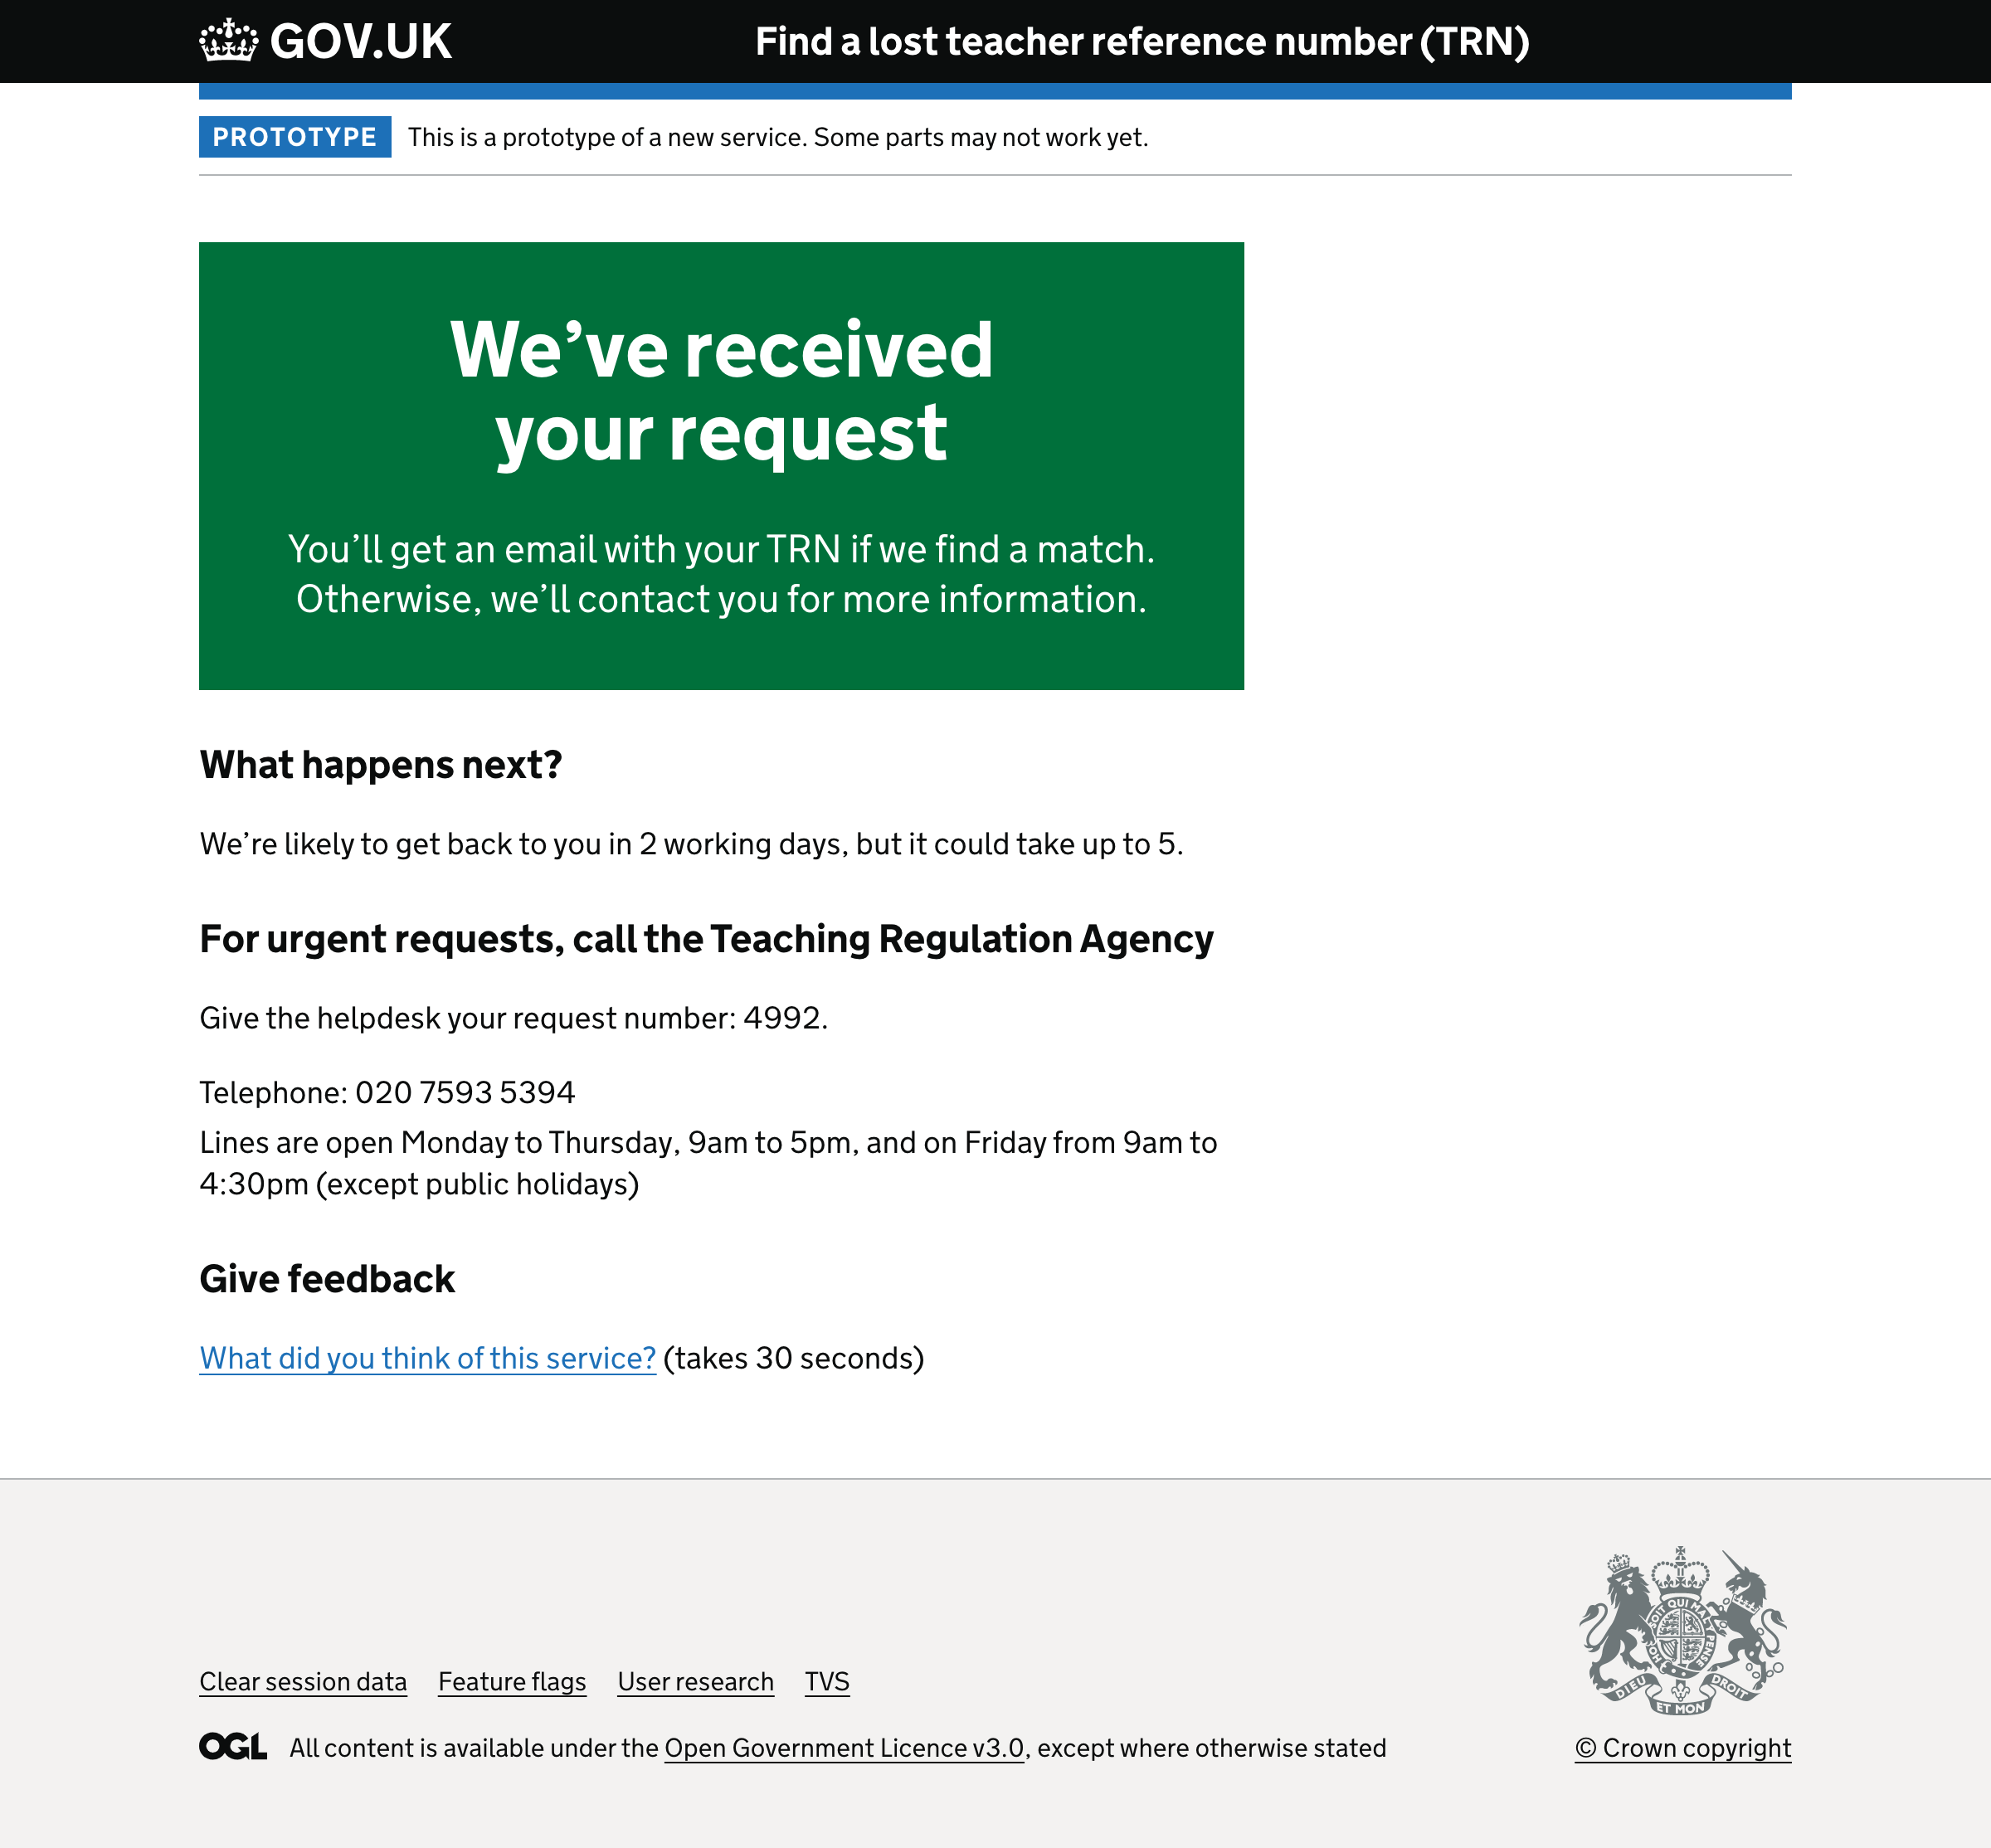 GOV.UK
Find a lost teacher reference number (TRN)
PROTOTYPE This is a prototype of a new service. Some parts may not work yet.
We’ve received
your request
You’ll get an email with your TRN if we find a match.
Otherwise, we’ll contact you for more information.
What happens next?
We’re likely to get back to you in 2 working days, but it could take up to 5.
For urgent requests, call the Teaching Regulation Agency
Give the helpdesk your request number: 4992.
Telephone: 020 7593 5394
Lines are open Monday to Thursday, 9am to 5pm, and on Friday from 9am to
4:30pm (except public holidays)
Give feedback
What did you think of this service? (takes 30 seconds)
Clear session data Feature flags User research TVS
OGL All content is available under the Open Government Licence v3.0, except where otherwise stated
DIEU ET MON DROIT
© Crown copyright